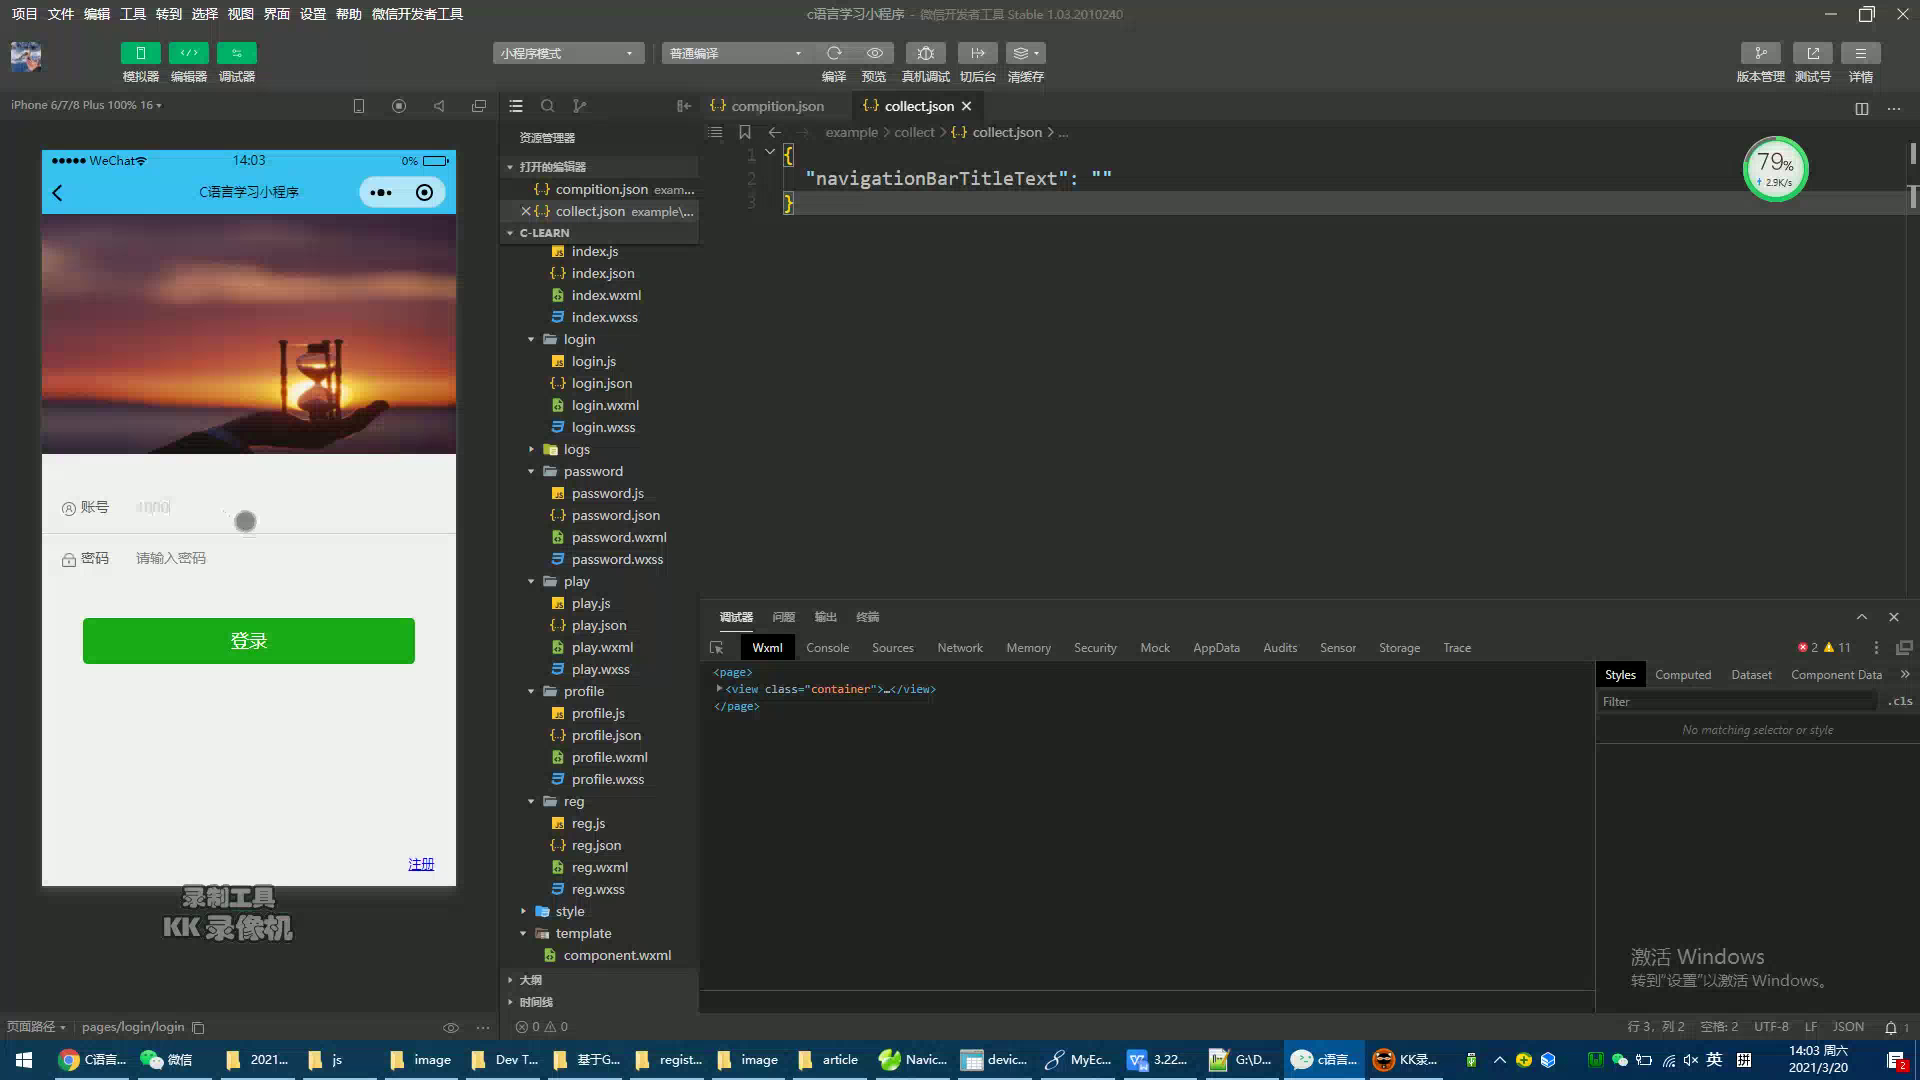 项目 文件 编辑 工具 转到 选择 视图 界面 设置 帮助 微信开发者工具
c语言学习小程序 - 微信开发者工具 Stable 1.03.2010240
小程序模式
普通编译
模拟器 编辑器 调试器
编译 预览 真机调试 切后台 清缓存
版本管理 测试号 详情
iPhone 6/7/8 Plus 100% 16
WeChat 14:03 0%
C语言学习小程序
账号
密码 请输入密码
登录
注册
录制工具
KK 录像机
页面路径 pages/login/login
资源管理器
打开的编辑器
compition.json exam...
collect.json example\...
C-LEARN
index.js
index.json
index.wxml
index.wxss
login
login.js
login.json
login.wxml
login.wxss
logs
password
password.js
password.json
password.wxml
password.wxss
play
play.js
play.json
play.wxml
play.wxss
profile
profile.js
profile.json
profile.wxml
profile.wxss
reg
reg.js
reg.json
reg.wxml
reg.wxss
style
template
component.wxml
大纲
时间线
0 0
compition.json collect.json
example > collect > {..} collect.json > ...
1 {
2 "navigationBarTitleText": ""
3 }
79%
2.9K/s
调试器 问题 输出 终端
Wxml Console Sources Network Memory Security Mock AppData Audits Sensor Storage Trace
2 11
<page>
<view class="container">…</view>
</page>
Styles Computed Dataset Component Data
Filter .cls
No matching selector or style
激活 Windows
转到"设置"以激活 Windows。
行 3，列 2 空格: 2 UTF-8 LF JSON 1
C语言... 微信 2021... js image Dev T... 基于G... regist... image article Navic... devic... MyEc... 3.22... G:\D... c语言... KK录...
英 拼
14:03 周六
2021/3/20
2